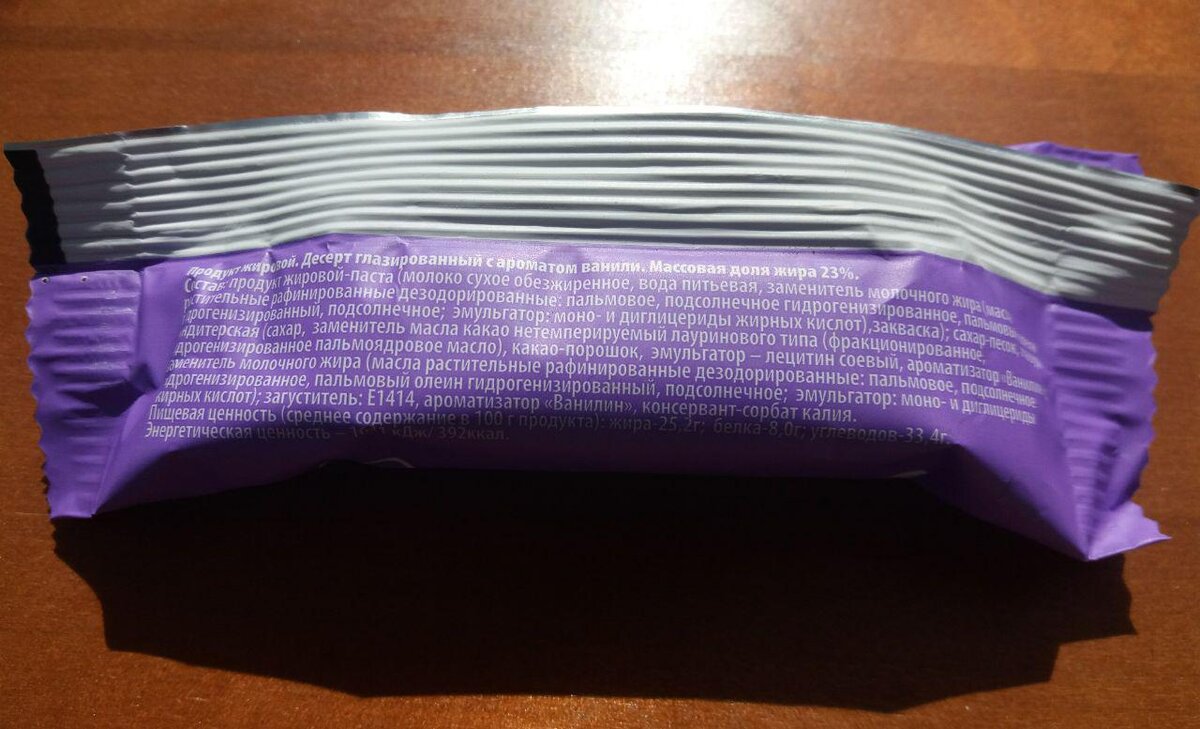 продукт жировой. Десерт глазированный с ароматом ванили. Массовая доля жира 23%.
Состав: продукт жировой-паста (молоко сухое обезжиренное, вода питьевая, заменитель молочного жира (масла
растительные рафинированные дезодорированные: пальмовое, подсолнечное гидрогенизированное, пальмовый
гидрогенизированный, подсолнечное; эмульгатор: моно- и диглицериды жирных кислот),закваска); сахар-песок,
кондитерская (сахар, заменитель масла какао нетемперируемый лауринового типа (фракционированное,
гидрогенизированное пальмоядровое масло), какао-порошок, эмульгатор – лецитин соевый, ароматизатор «Ванилин»
заменитель молочного жира (масла растительные рафинированные дезодорированные: пальмовое, подсолнечное
гидрогенизированное, пальмовый олеин гидрогенизированный, подсолнечное; эмульгатор: моно- и диглицериды
жирных кислот); загуститель: Е1414, ароматизатор «Ванилин», консервант-сорбат калия.
Пищевая ценность (среднее содержание в 100 г продукта): жира-25,2г; белка-8,0г; углеводов-33,4г.
Энергетическая ценность – кДж/ 392ккал.